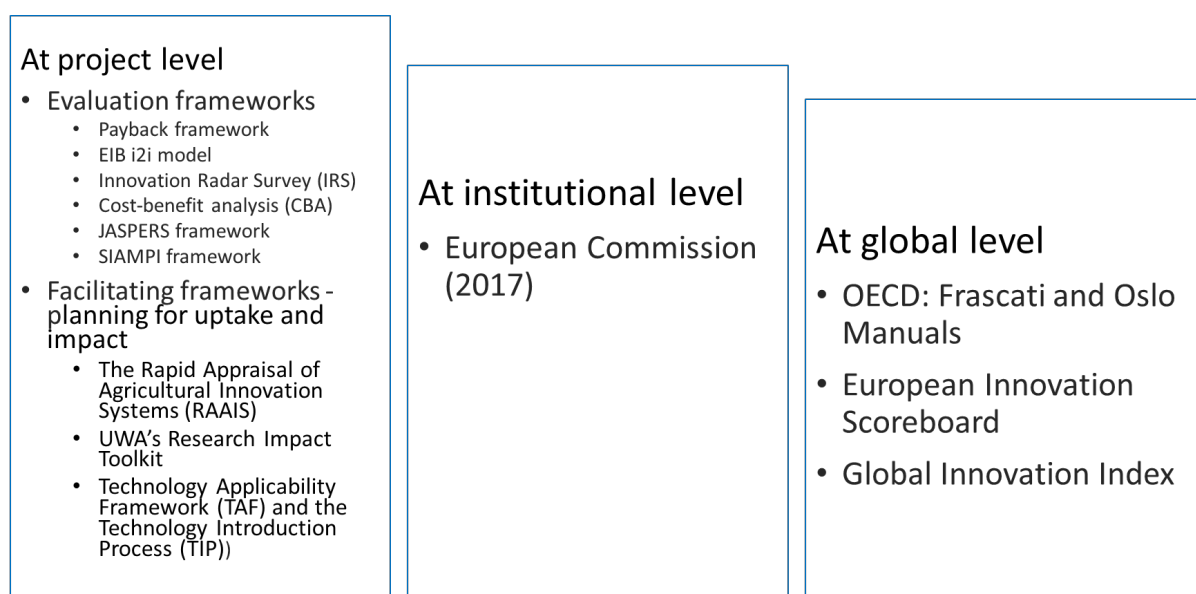 At project level
• Evaluation frameworks
• Payback framework
• EIB i2i model
• Innovation Radar Survey (IRS)
• Cost-benefit analysis (CBA)
• JASPERS framework
• SIAMPI framework
• Facilitating frameworks -
planning for uptake and
impact
• The Rapid Appraisal of
Agricultural Innovation
Systems (RAAIS)
• UWA’s Research Impact
Toolkit
• Technology Applicability
Framework (TAF) and the
Technology Introduction
Process (TIP))
At institutional level
• European Commission
(2017)
At global level
• OECD: Frascati and Oslo
Manuals
• European Innovation
Scoreboard
• Global Innovation Index